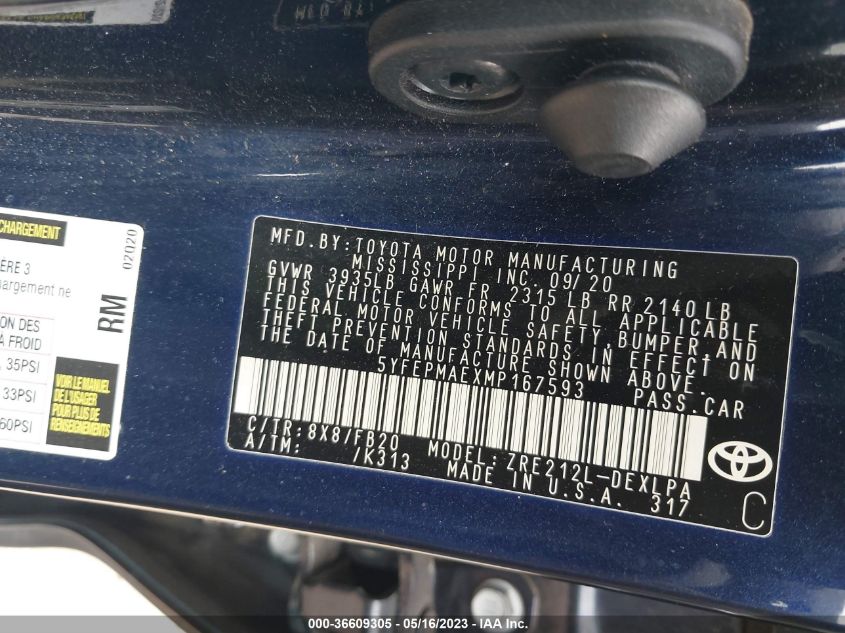 CHARGEMENT
02020
ÈRE 3
hargement ne
RM
ION DES
A FROID
35PSI
33PSI
60PSI
VOIR LE MANUEL
DE L'USAGER
POUR PLUS DE
RENSEIGNEMENTS
MFD. BY: TOYOTA MOTOR MANUFACTURING
MISSISSIPPI INC. 09/20
GVWR 3935LB GAWR FR 2315 LB RR 2140 LB
THIS VEHICLE CONFORMS TO ALL APPLICABLE
FEDERAL MOTOR VEHICLE SAFETY, BUMPER, AND
THEFT PREVENTION STANDARDS IN EFFECT ON
THE DATE OF MANUFACTURE SHOWN ABOVE.
5YFEPMAEXMP167593 PASS. CAR
C/TR: 8X8/FB20 MODEL: ZRE212L-DEXLPA
A/TM: /K313 MADE IN U.S.A. 317
C
000-36609305 - 05/16/2023 - IAA Inc.